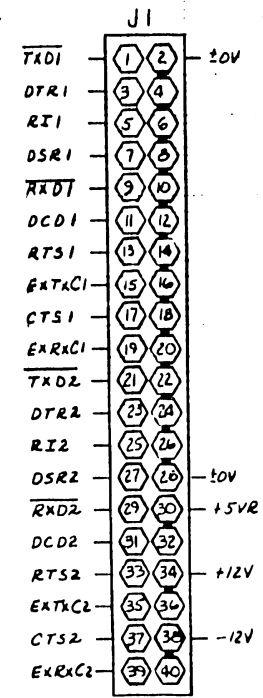 J1
TXD1 1 2 ±0V
DTR1 3 4
RI1 5 6
DSR1 7 8
RXD1 9 10
DCD1 11 12
RTS1 13 14
EXTXC1 15 16
CTS1 17 18
EXRXC1 19 20
TXD2 21 22
DTR2 23 24
RI2 25 26
DSR2 27 28 ±0V
RXD2 29 30 +5VR
DCD2 31 32
RTS2 33 34 +12V
EXTXC2 35 36
CTS2 37 38 -12V
EXRXC2 39 40